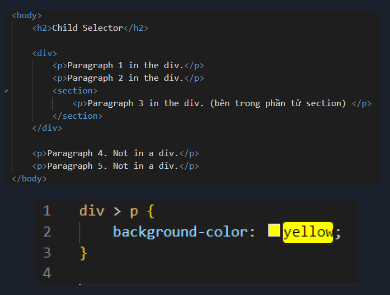 <body>
<h2>Child Selector</h2>
<div>
<p>Paragraph 1 in the div.</p>
<p>Paragraph 2 in the div.</p>
<section>
<p>Paragraph 3 in the div. (bên trong phần tử section) </p>
</section>
</div>
<p>Paragraph 4. Not in a div.</p>
<p>Paragraph 5. Not in a div.</p>
</body>
1 div > p {
2 background-color: yellow;
3 }
4